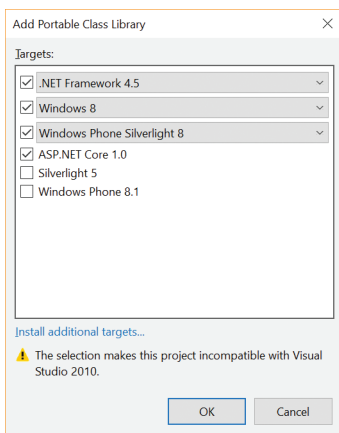 Add Portable Class Library
Targets:
.NET Framework 4.5
Windows 8
Windows Phone Silverlight 8
ASP.NET Core 1.0
Silverlight 5
Windows Phone 8.1
Install additional targets...
The selection makes this project incompatible with Visual
Studio 2010.
OK Cancel